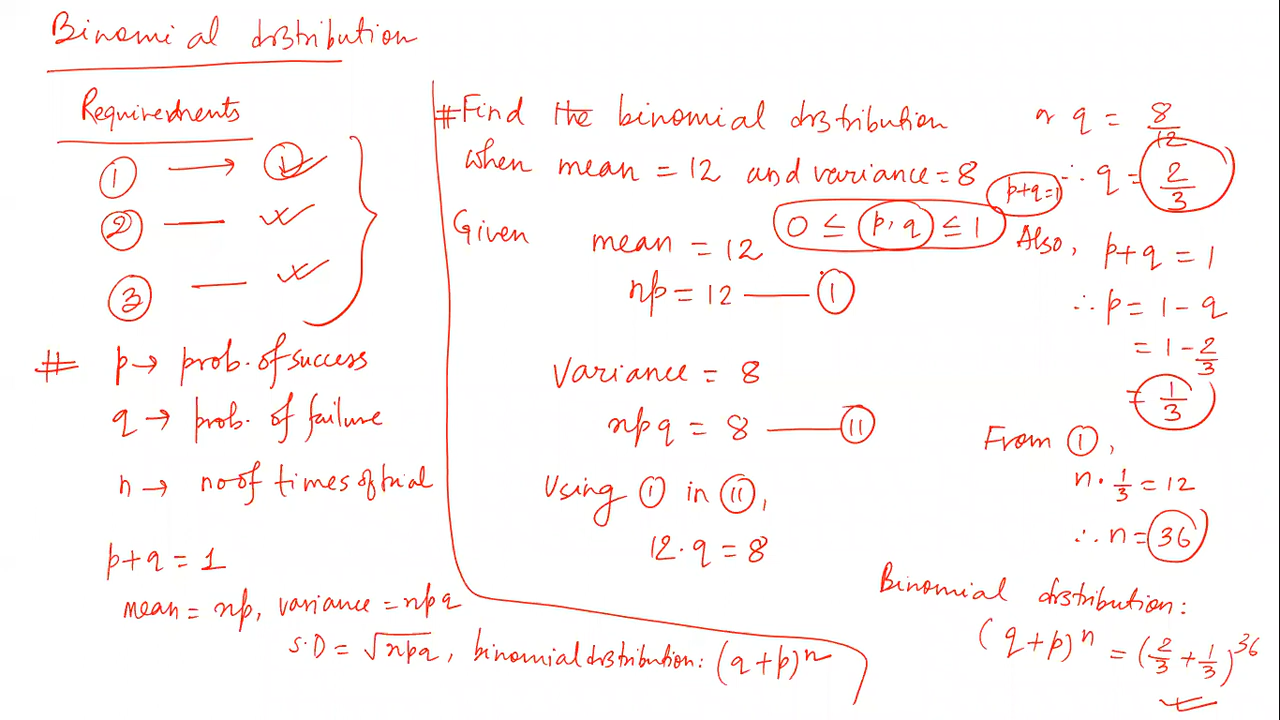 Binomial distribution
Requirements
① → ①
② —
③ —
# p → prob. of success
q → prob. of failure
n → no of times of trial
p+q = 1
mean = np, variance = npq
S.D = √npq, binomial distribution: (q+p)ⁿ
# Find the binomial distribution
when mean = 12 and variance = 8
Given mean = 12
0 ≤ p, q ≤ 1
p+q=1
np = 12 — ①
Variance = 8
npq = 8 — ⑪
Using ① in ⑪,
12·q = 8
or q = 8/12
∴ q = 2/3
Also, p+q = 1
∴ p = 1 - q
= 1 - 2/3
= 1/3
From ①,
n · 1/3 = 12
∴ n = 36
Binomial distribution:
(q+p)ⁿ = (2/3 + 1/3)³⁶